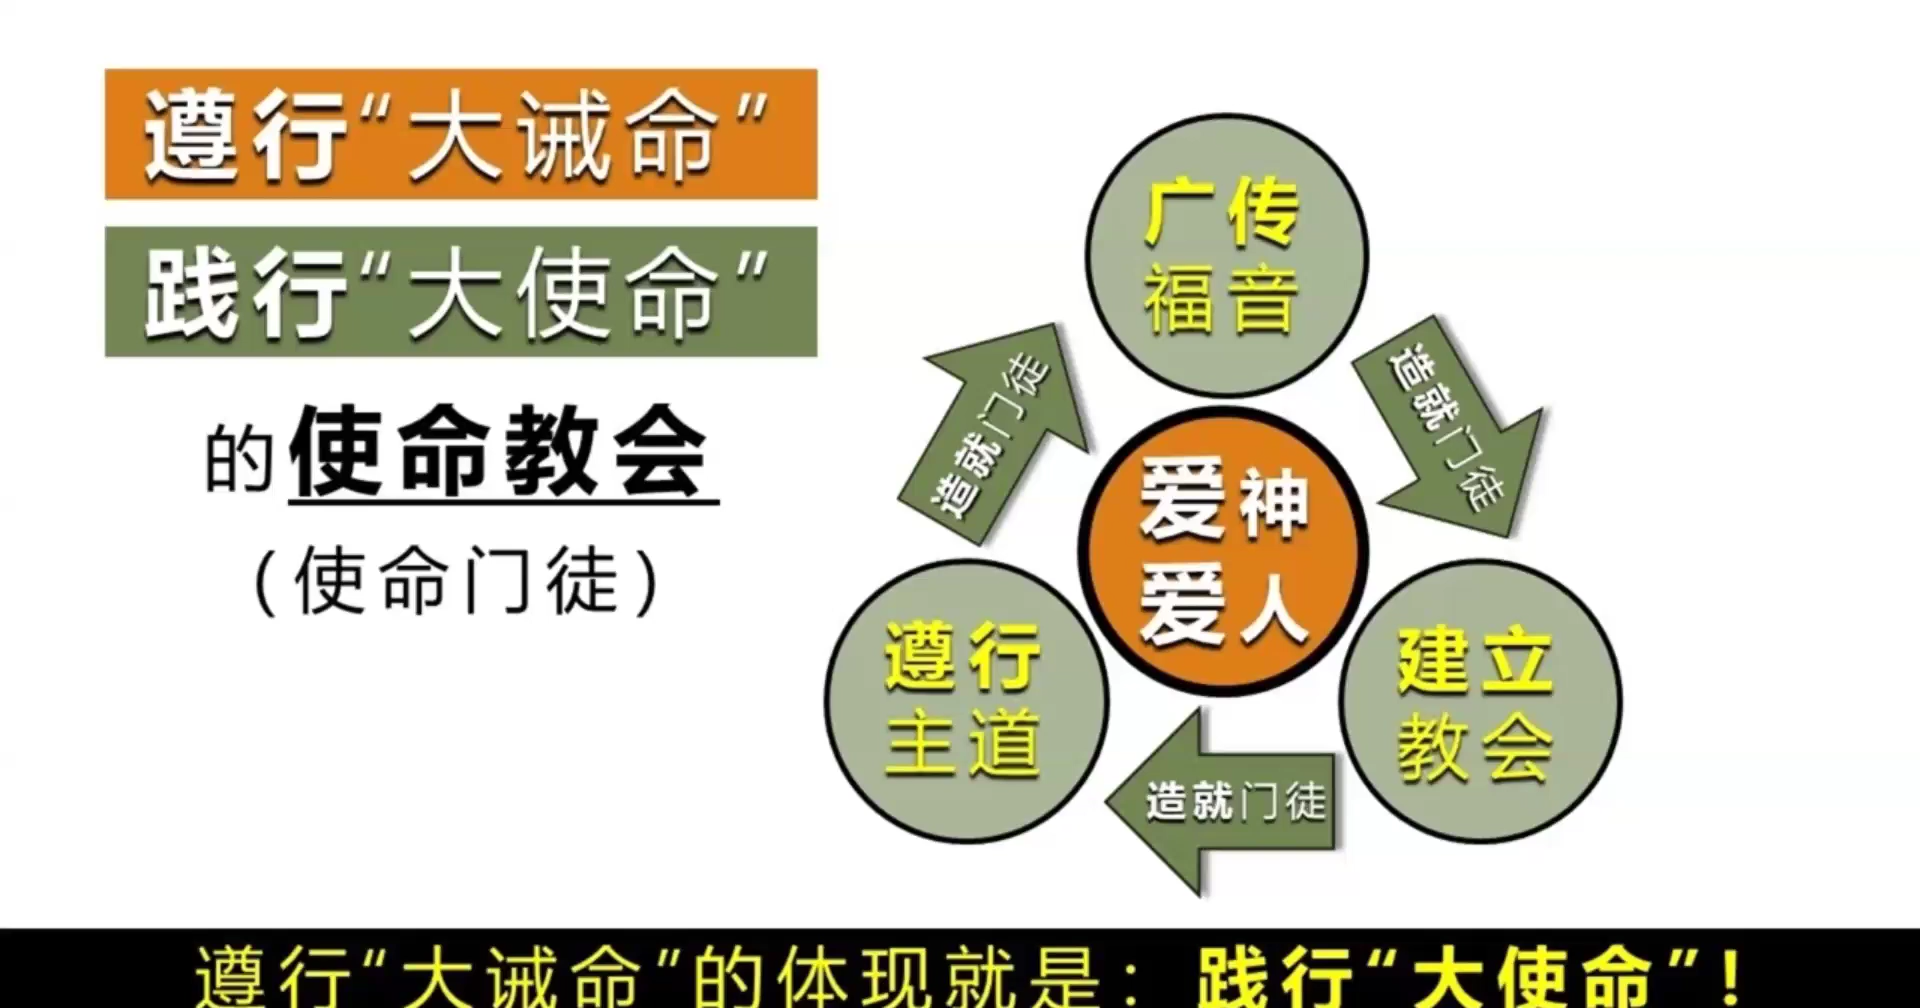 遵行“大诫命”
践行“大使命”
的使命教会
（使命门徒）
广传
福音
造就门徒
造就门徒
爱神
爱人
遵行
主道
建立
教会
造就门徒
遵行“大诫命”的体现就是：践行“大使命”！